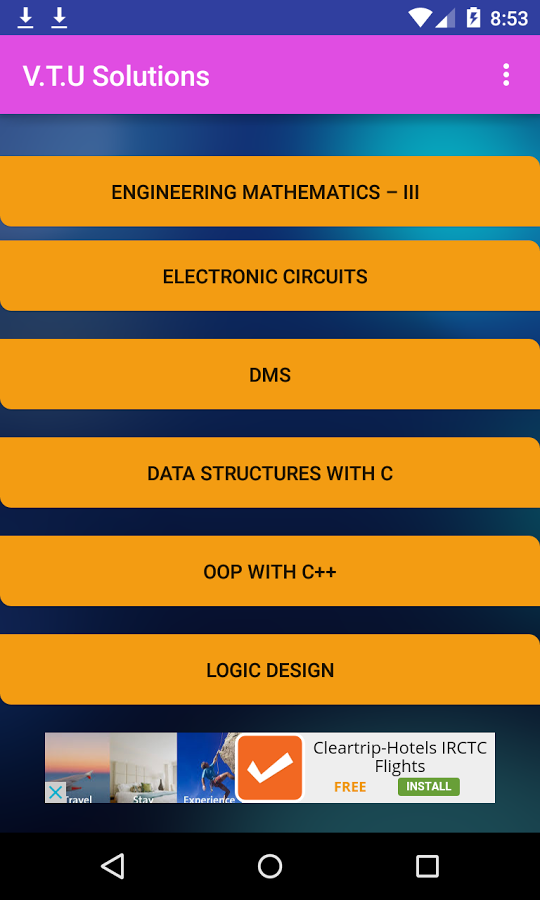 8:53
V.T.U Solutions
ENGINEERING MATHEMATICS – III
ELECTRONIC CIRCUITS
DMS
DATA STRUCTURES WITH C
OOP WITH C++
LOGIC DESIGN
Cleartrip-Hotels IRCTC
Flights
FREE INSTALL
Travel Stay Experience